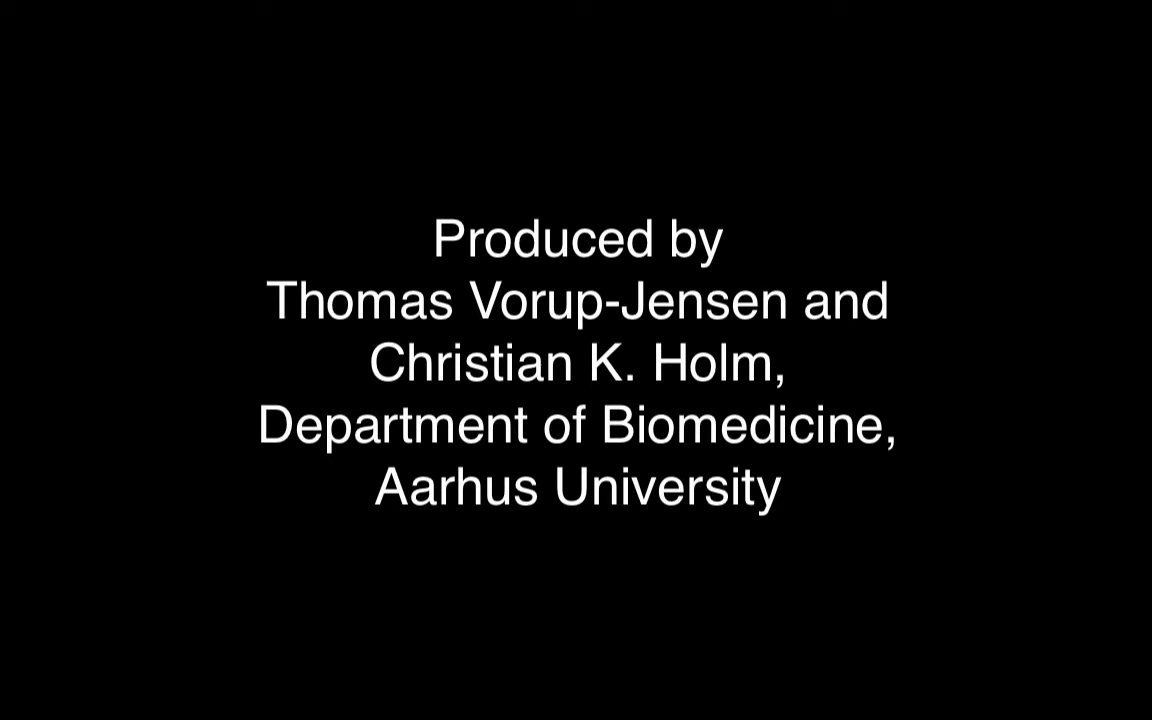 Produced by
Thomas Vorup-Jensen and
Christian K. Holm,
Department of Biomedicine,
Aarhus University